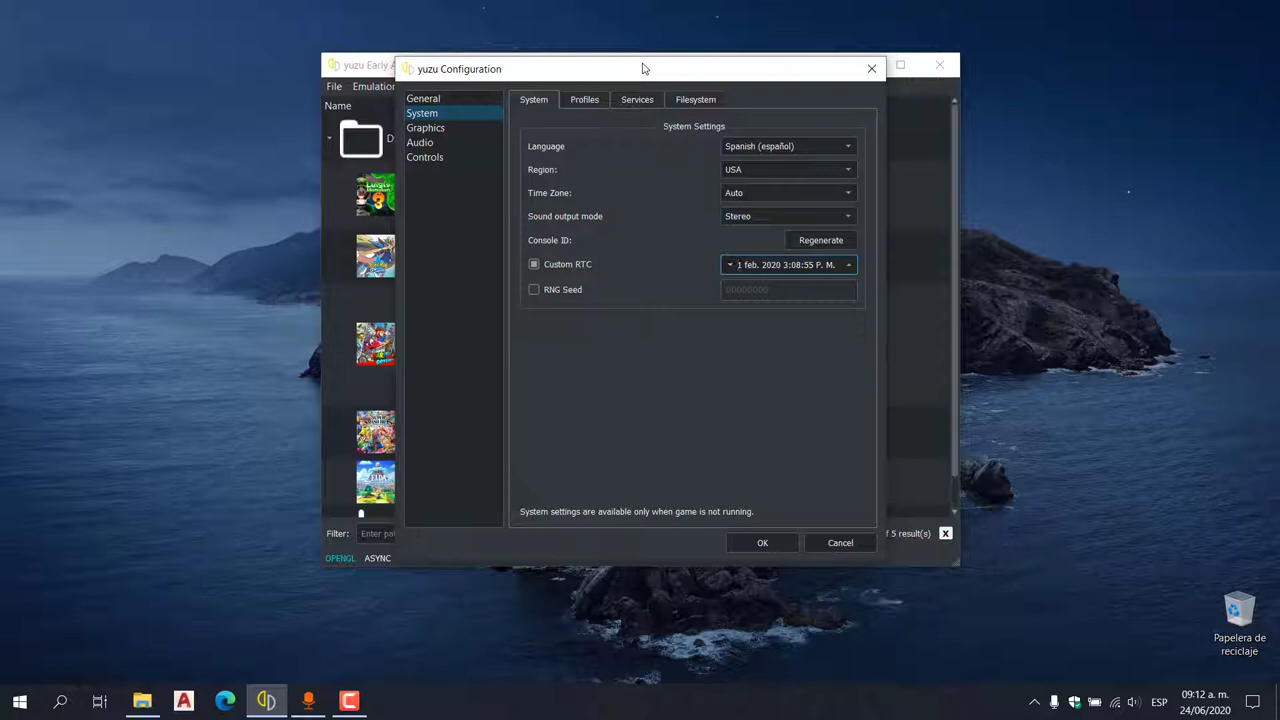 yuzu Early A
yuzu Configuration
File Emulation
Name
D
General
System
Graphics
Audio
Controls
System Profiles Services Filesystem
System Settings
Language Spanish (español)
Region: USA
Time Zone: Auto
Sound output mode Stereo
Console ID: Regenerate
Custom RTC 1 feb. 2020 3:08:55 P. M.
RNG Seed 00000000
System settings are available only when game is not running.
OK Cancel
Filter: Enter pat
f 5 result(s) X
OPENGL ASYNC
Papelera de
reciclaje
ESP
09:12 a. m.
24/06/2020